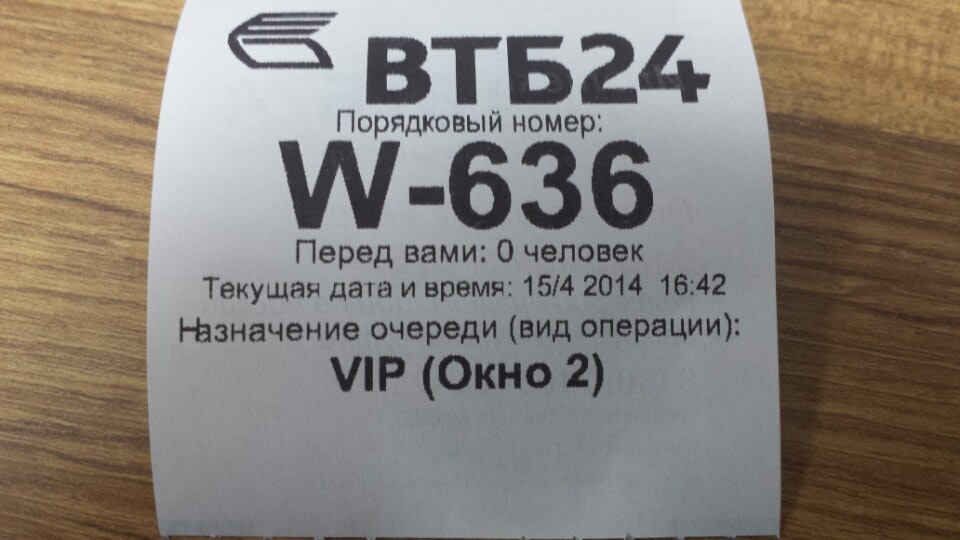 ВТБ24
Порядковый номер:
W-636
Перед вами: 0 человек
Текущая дата и время: 15/4 2014 16:42
Назначение очереди (вид операции):
VIP (Окно 2)